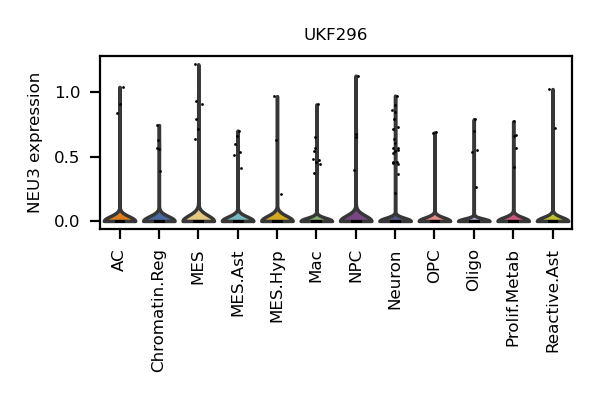 UKF296
NEU3 expression
1.0
0.5
0.0
AC
Chromatin.Reg
MES
MES.Ast
MES.Hyp
Mac
NPC
Neuron
OPC
Oligo
Prolif.Metab
Reactive.Ast